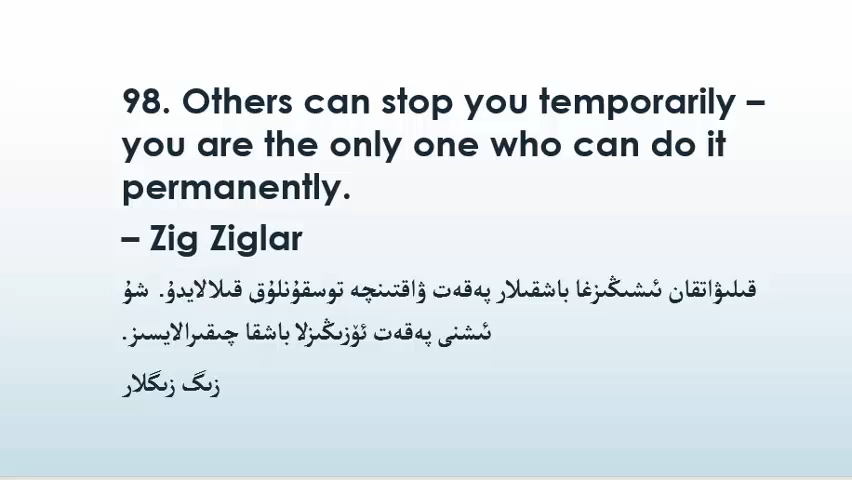 98. Others can stop you temporarily –
you are the only one who can do it
permanently.
– Zig Ziglar
قىلىۋاتقان ئىشىڭىزغا باشقىلار پەقەت ۋاقتىنچە توسقۇنلۇق قىلالايدۇ. شۇ
ئىشنى پەقەت ئۆزىڭىزلا باشقا چىقىرالايسىز.
زىگ زىگلار